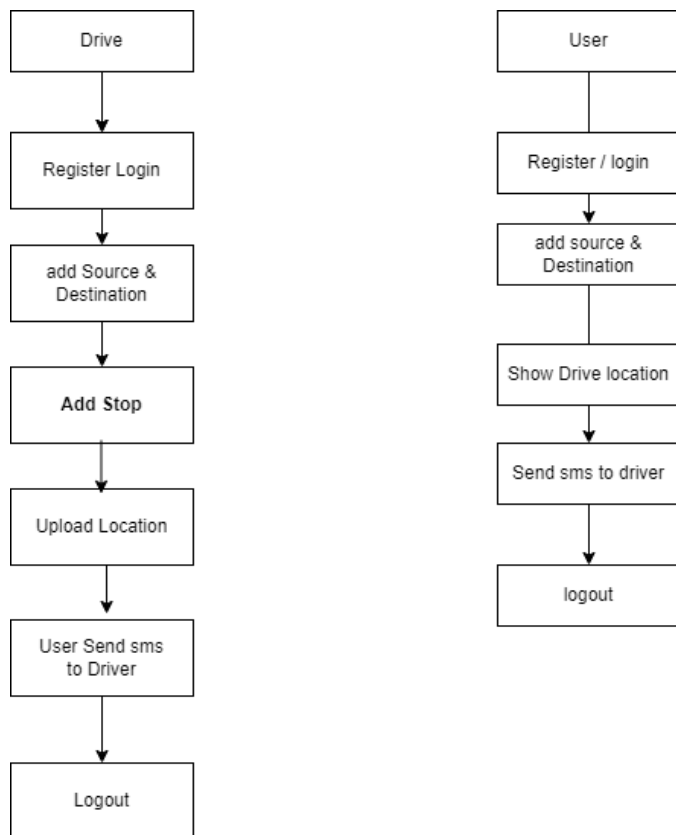 Drive
Register Login
add Source &
Destination
Add Stop
Upload Location
User Send sms
to Driver
Logout
User
Register / login
add source &
Destination
Show Drive location
Send sms to driver
logout